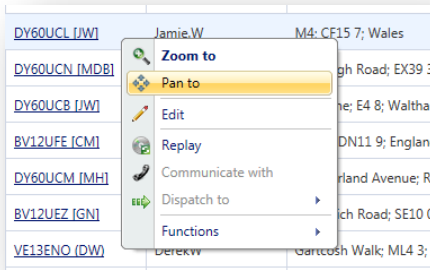 DY60UCL [JW] Jamie.W M4; CF15 7; Wales
Zoom to
DY60UCN [MDB] gh Road; EX39
Pan to
DY60UCB [JW] ne; E4 8; Waltha
Edit
BV12UFE [CM] DN11 9; Englan
Replay
DY60UCM [MH] rland Avenue; R
Communicate with
Dispatch to
BV12UEZ [GN] ich Road; SE10
Functions
VE13ENO (DW) DerekW Gartcosh Walk; ML4 3;